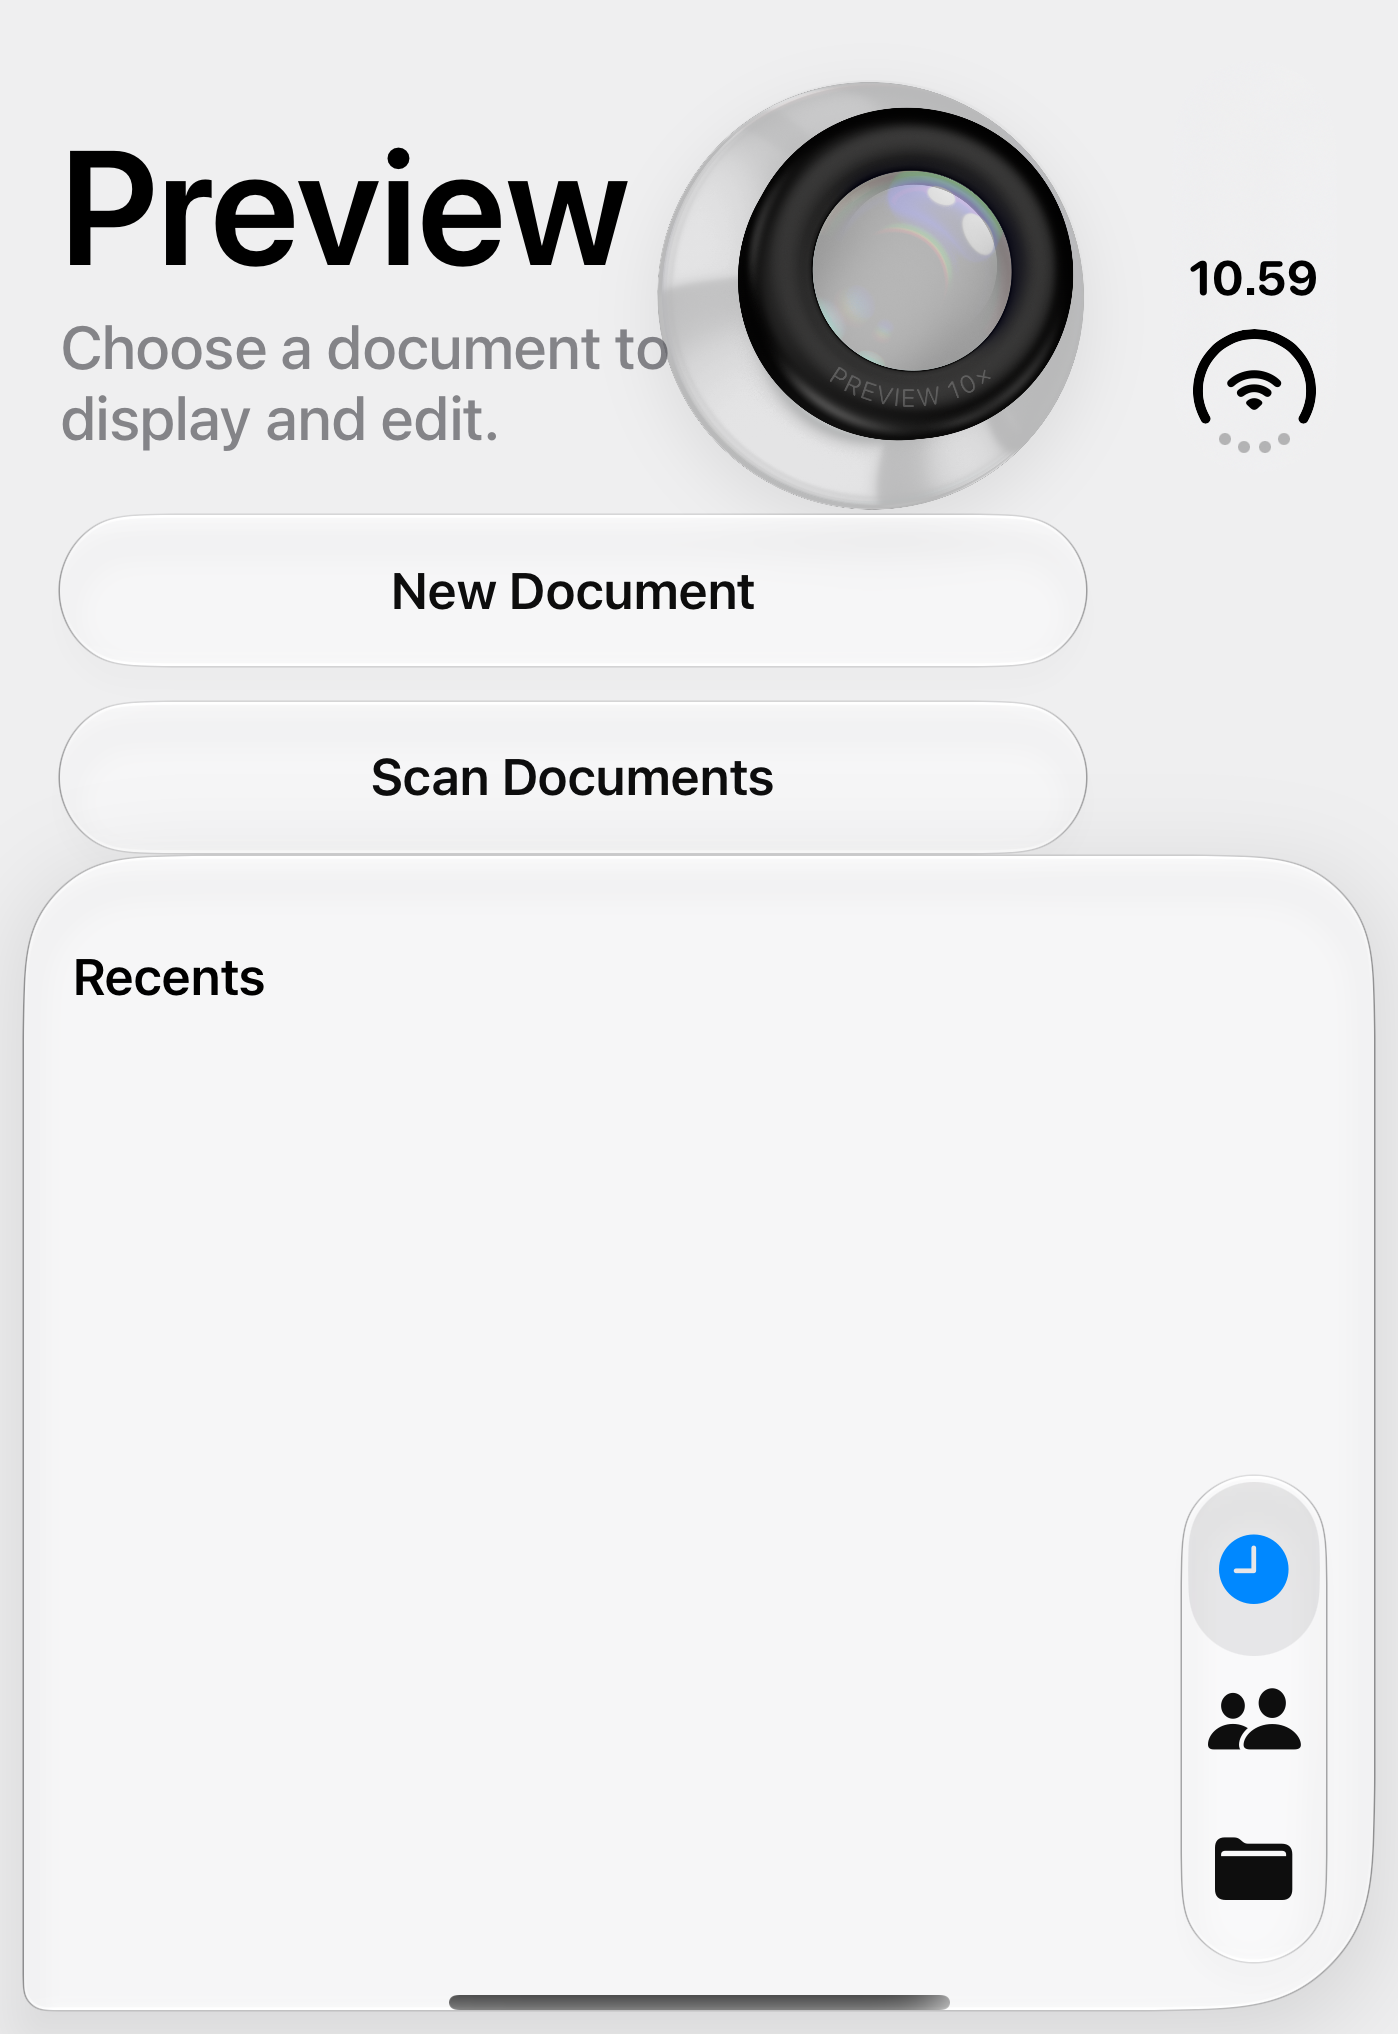 Preview
Choose a document to
display and edit.
PREVIEW 10×
10.59
New Document
Scan Documents
Recents